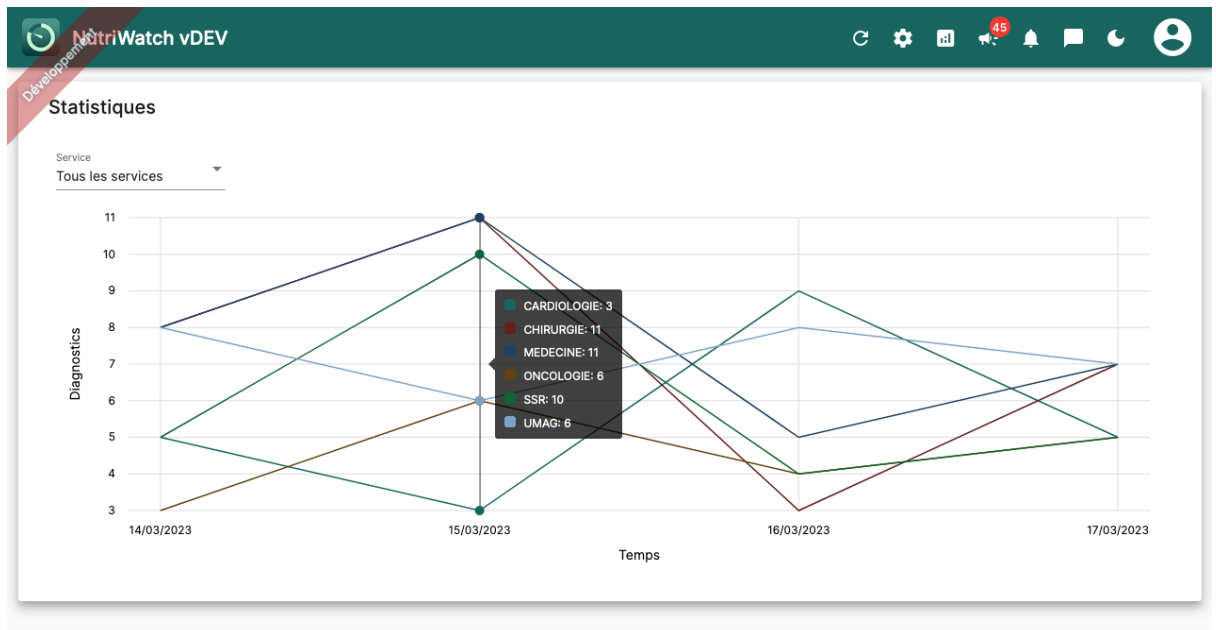 NutriWatch vDEV
45
Développement
Statistiques
Service
Tous les services
11
10
9
8
7
6
5
4
3
Diagnostics
CARDIOLOGIE: 3
CHIRURGIE: 11
MEDECINE: 11
ONCOLOGIE: 6
SSR: 10
UMAG: 6
14/03/2023
15/03/2023
16/03/2023
17/03/2023
Temps